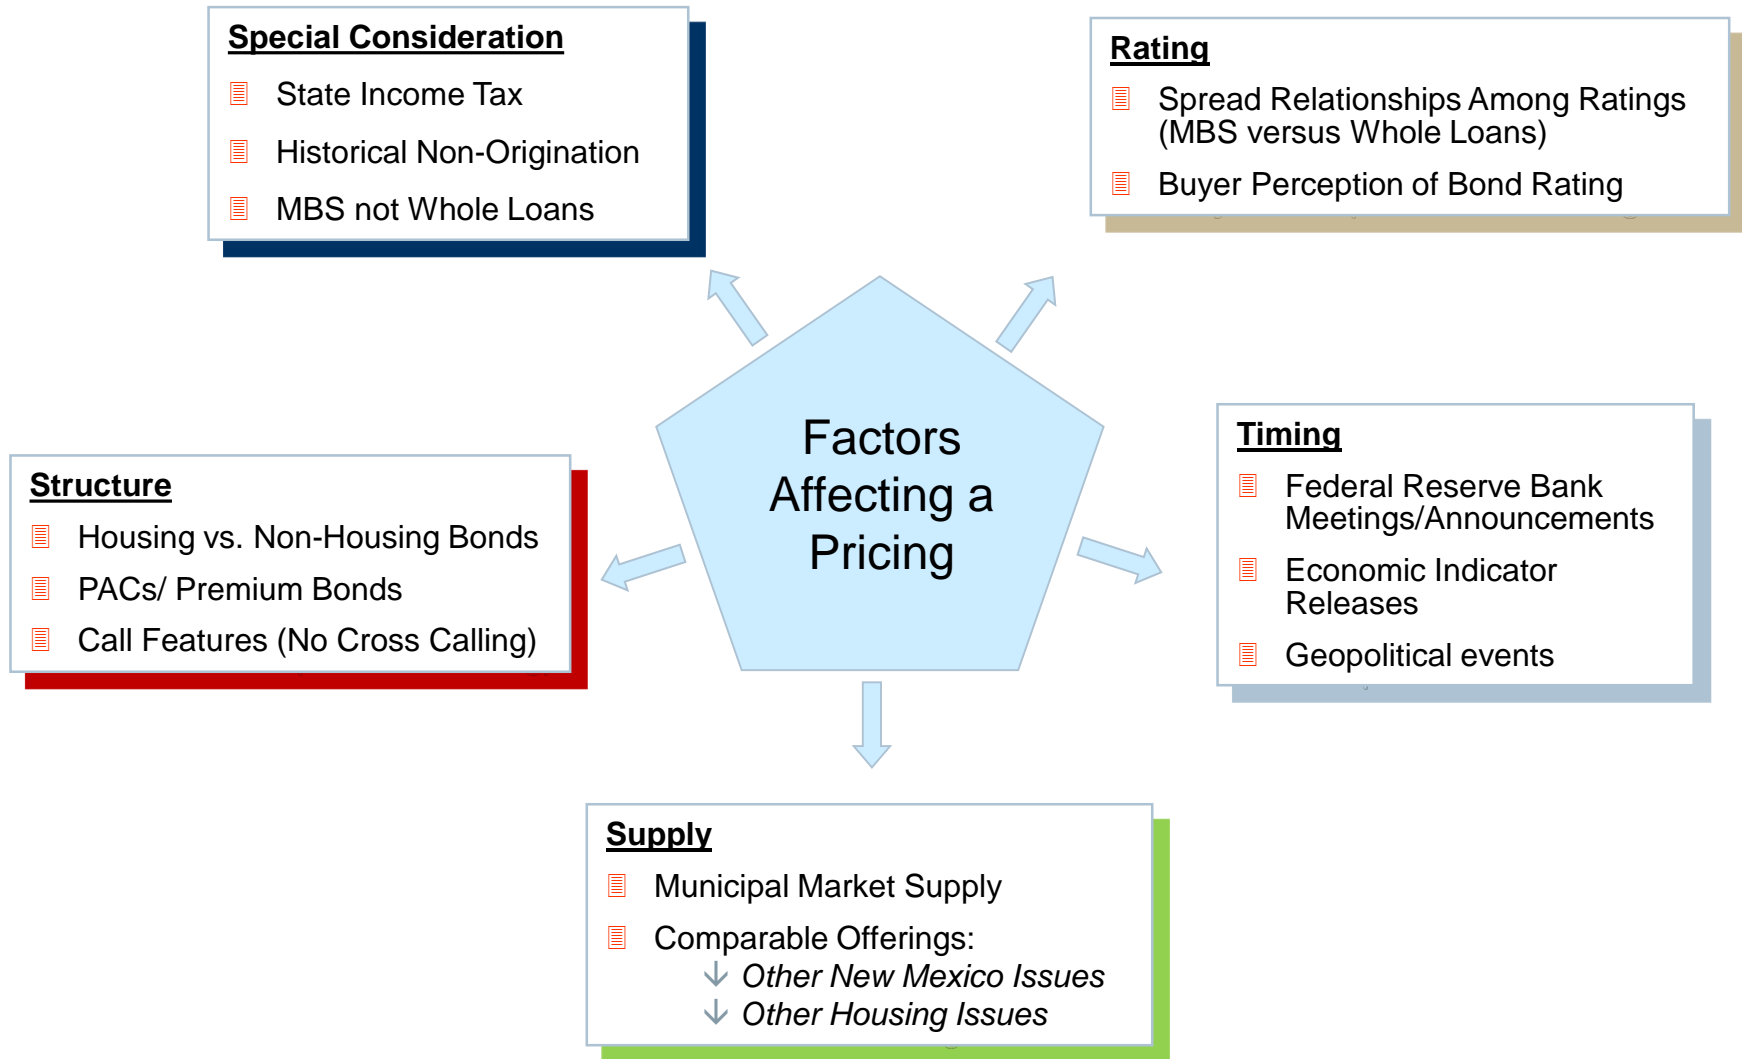 Special Consideration
State Income Tax
Historical Non-Origination
MBS not Whole Loans
Rating
Spread Relationships Among Ratings
(MBS versus Whole Loans)
Buyer Perception of Bond Rating
Factors
Affecting a
Pricing
Structure
Housing vs. Non-Housing Bonds
PACs/ Premium Bonds
Call Features (No Cross Calling)
Timing
Federal Reserve Bank
Meetings/Announcements
Economic Indicator
Releases
Geopolitical events
Supply
Municipal Market Supply
Comparable Offerings:
Other New Mexico Issues
Other Housing Issues